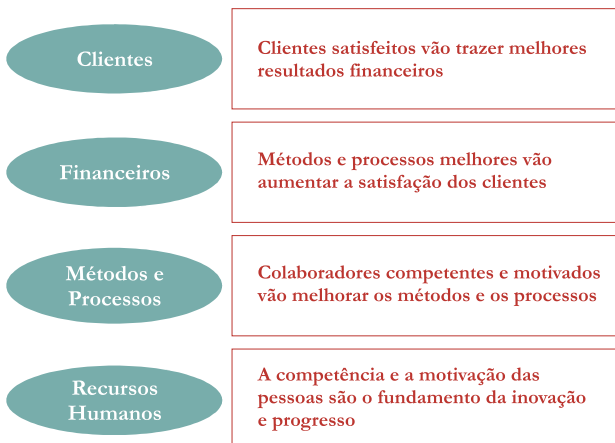 Clientes
Clientes satisfeitos vão trazer melhores
resultados financeiros
Financeiros
Métodos e processos melhores vão
aumentar a satisfação dos clientes
Métodos e
Processos
Colaboradores competentes e motivados
vão melhorar os métodos e os processos
Recursos
Humanos
A competência e a motivação das
pessoas são o fundamento da inovação
e progresso